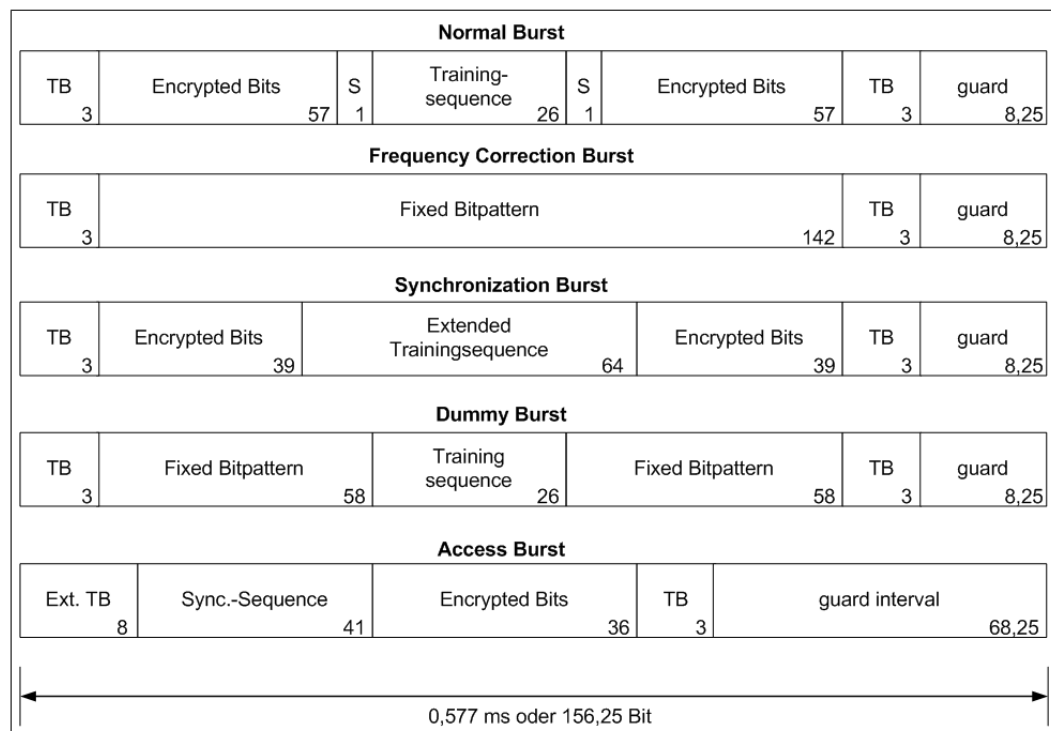 Normal Burst
TB Encrypted Bits S Training- S Encrypted Bits TB guard
sequence
3 57 1 26 1 57 3 8,25
Frequency Correction Burst
TB Fixed Bitpattern TB guard
3 142 3 8,25
Synchronization Burst
TB Encrypted Bits Extended Encrypted Bits TB guard
Trainingsequence
3 39 64 39 3 8,25
Dummy Burst
TB Fixed Bitpattern Training Fixed Bitpattern TB guard
sequence
3 58 26 58 3 8,25
Access Burst
Ext. TB Sync.-Sequence Encrypted Bits TB guard interval
8 41 36 3 68,25
0,577 ms oder 156,25 Bit